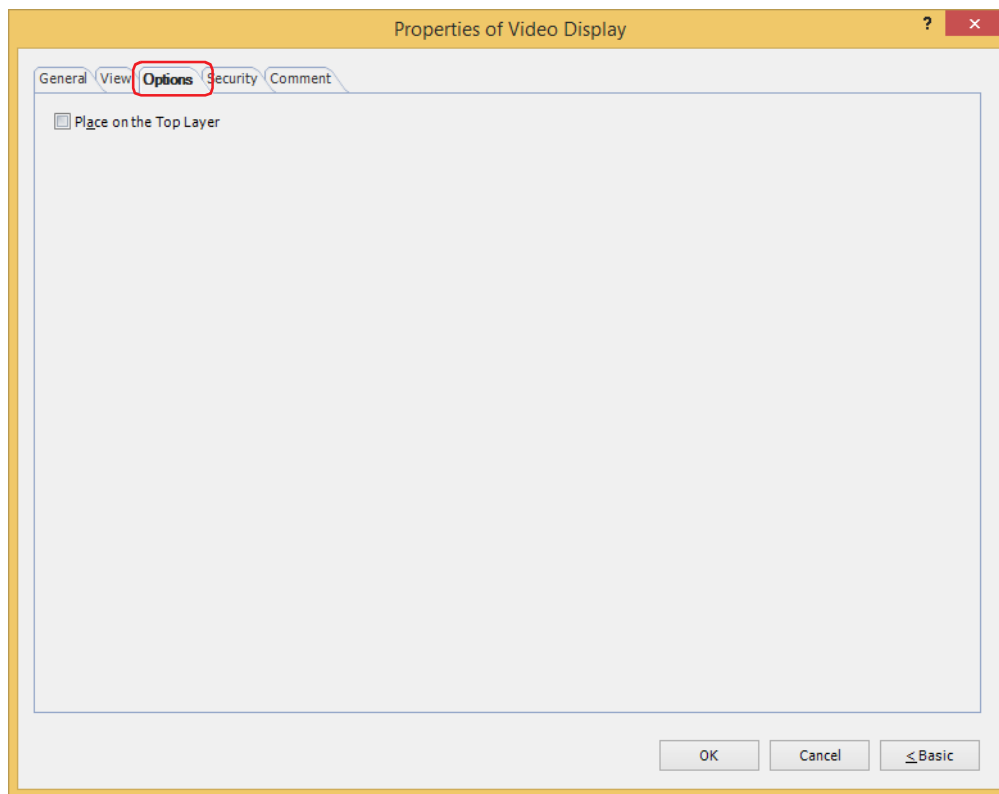 Properties of Video Display
?
General View Options Security Comment
Place on the Top Layer
OK Cancel < Basic